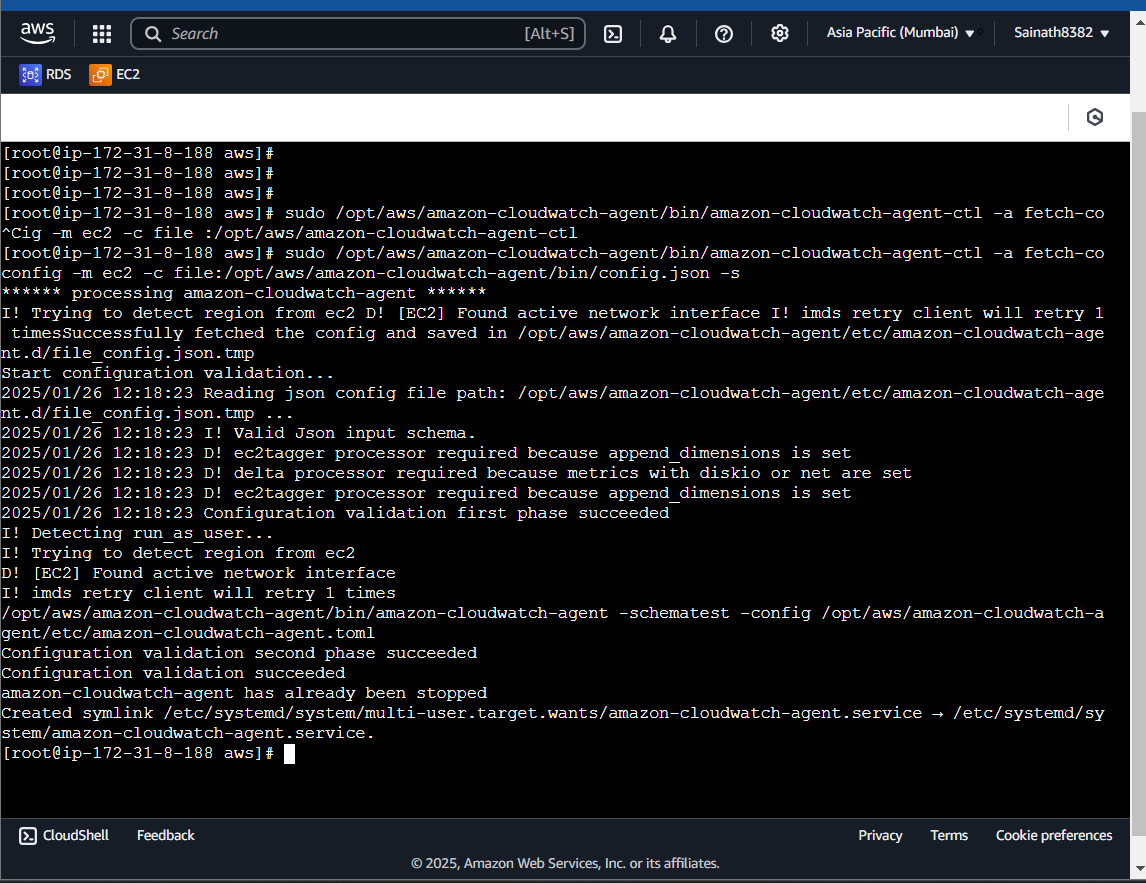 aws
Search
[Alt+S]
Asia Pacific (Mumbai)
Sainath8382
RDS
EC2
[root@ip-172-31-8-188 aws]#
[root@ip-172-31-8-188 aws]#
[root@ip-172-31-8-188 aws]#
[root@ip-172-31-8-188 aws]# sudo /opt/aws/amazon-cloudwatch-agent/bin/amazon-cloudwatch-agent-ctl -a fetch-co
^Cig -m ec2 -c file :/opt/aws/amazon-cloudwatch-agent-ctl
[root@ip-172-31-8-188 aws]# sudo /opt/aws/amazon-cloudwatch-agent/bin/amazon-cloudwatch-agent-ctl -a fetch-co
config -m ec2 -c file:/opt/aws/amazon-cloudwatch-agent/bin/config.json -s
****** processing amazon-cloudwatch-agent ******
I! Trying to detect region from ec2 D! [EC2] Found active network interface I! imds retry client will retry 1
timesSuccessfully fetched the config and saved in /opt/aws/amazon-cloudwatch-agent/etc/amazon-cloudwatch-age
nt.d/file_config.json.tmp
Start configuration validation...
2025/01/26 12:18:23 Reading json config file path: /opt/aws/amazon-cloudwatch-agent/etc/amazon-cloudwatch-age
nt.d/file_config.json.tmp ...
2025/01/26 12:18:23 I! Valid Json input schema.
2025/01/26 12:18:23 D! ec2tagger processor required because append_dimensions is set
2025/01/26 12:18:23 D! delta processor required because metrics with diskio or net are set
2025/01/26 12:18:23 D! ec2tagger processor required because append_dimensions is set
2025/01/26 12:18:23 Configuration validation first phase succeeded
I! Detecting run_as_user...
I! Trying to detect region from ec2
D! [EC2] Found active network interface
I! imds retry client will retry 1 times
/opt/aws/amazon-cloudwatch-agent/bin/amazon-cloudwatch-agent -schematest -config /opt/aws/amazon-cloudwatch-a
gent/etc/amazon-cloudwatch-agent.toml
Configuration validation second phase succeeded
Configuration validation succeeded
amazon-cloudwatch-agent has already been stopped
Created symlink /etc/systemd/system/multi-user.target.wants/amazon-cloudwatch-agent.service → /etc/systemd/sy
stem/amazon-cloudwatch-agent.service.
[root@ip-172-31-8-188 aws]#
CloudShell
Feedback
Privacy
Terms
Cookie preferences
© 2025, Amazon Web Services, Inc. or its affiliates.